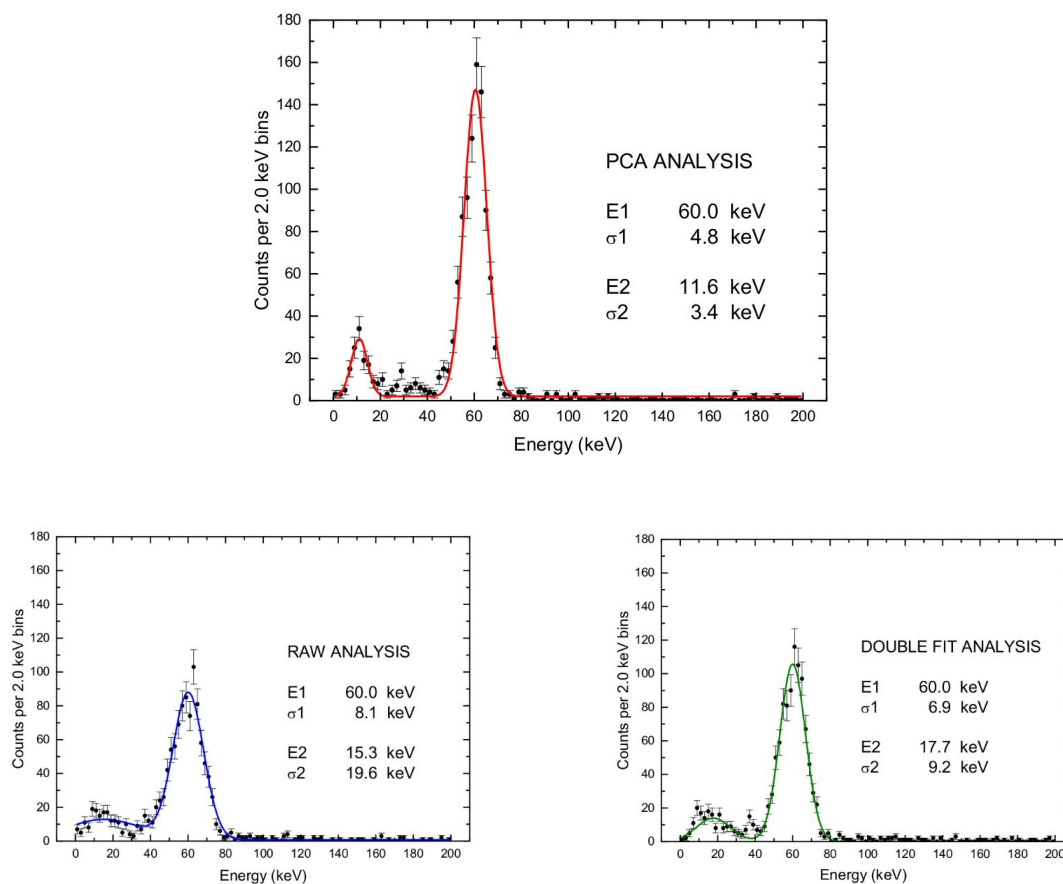 180
160
140
120
100
80
60
40
20
0
Counts per 2.0 keV bins
PCA ANALYSIS
E1 60.0 keV
σ1 4.8 keV
E2 11.6 keV
σ2 3.4 keV
0 20 40 60 80 100 120 140 160 180 200
Energy (keV)
180
160
140
120
100
80
60
40
20
0
Counts per 2.0 keV bins
RAW ANALYSIS
E1 60.0 keV
σ1 8.1 keV
E2 15.3 keV
σ2 19.6 keV
0 20 40 60 80 100 120 140 160 180 200
Energy (keV)
180
160
140
120
100
80
60
40
20
0
Counts per 2.0 keV bins
DOUBLE FIT ANALYSIS
E1 60.0 keV
σ1 6.9 keV
E2 17.7 keV
σ2 9.2 keV
0 20 40 60 80 100 120 140 160 180 200
Energy (keV)